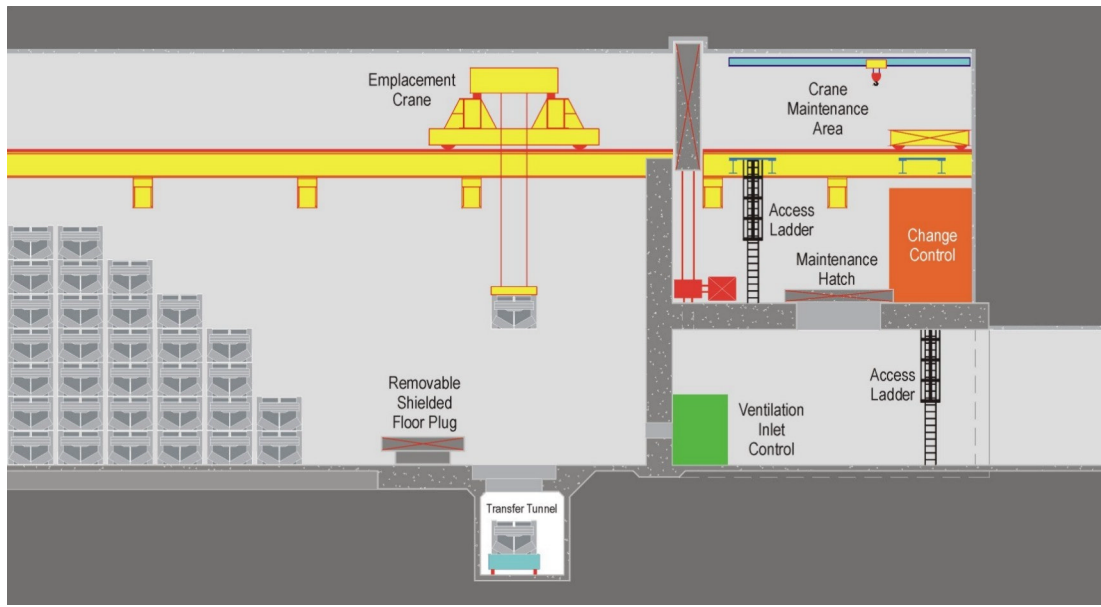 Emplacement
Crane
Crane
Maintenance
Area
Access
Ladder
Change
Control
Maintenance
Hatch
Removable
Shielded
Floor Plug
Access
Ladder
Ventilation
Inlet
Control
Transfer Tunnel